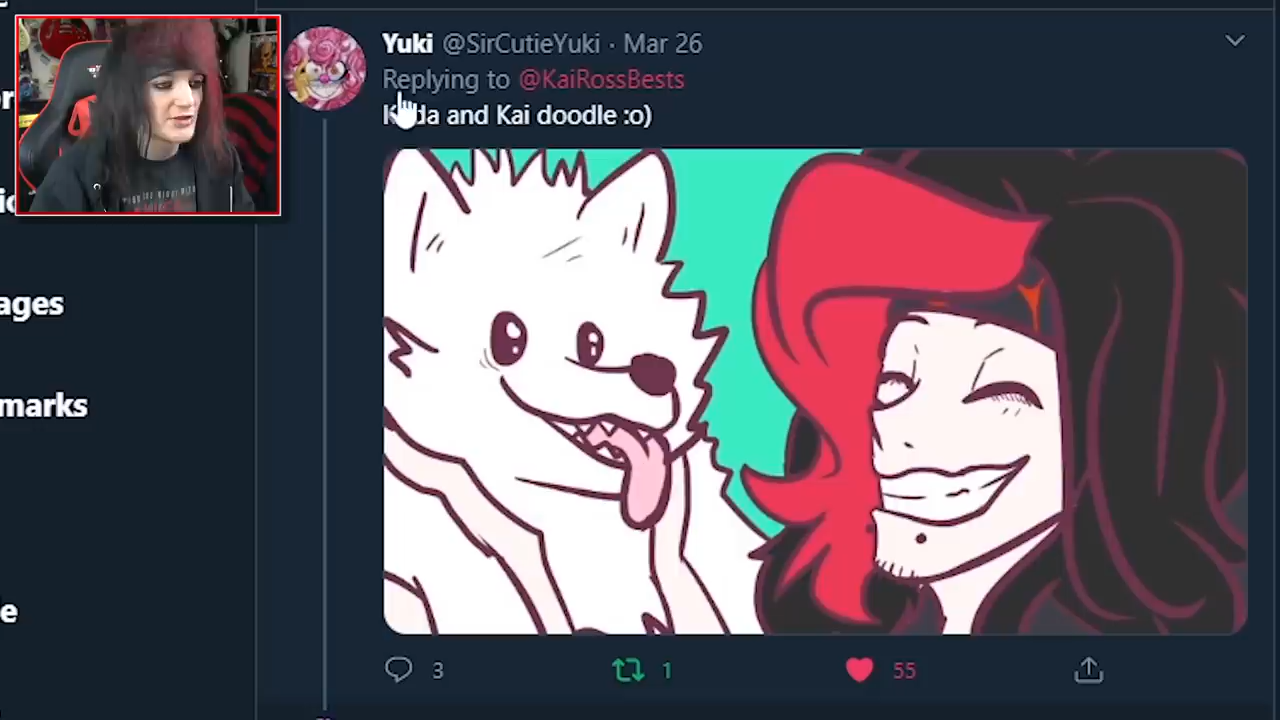 Yuki @SirCutieYuki · Mar 26
Replying to @KaiRossBests
and Kai doodle :o)
ages
marks
e
3
1
55